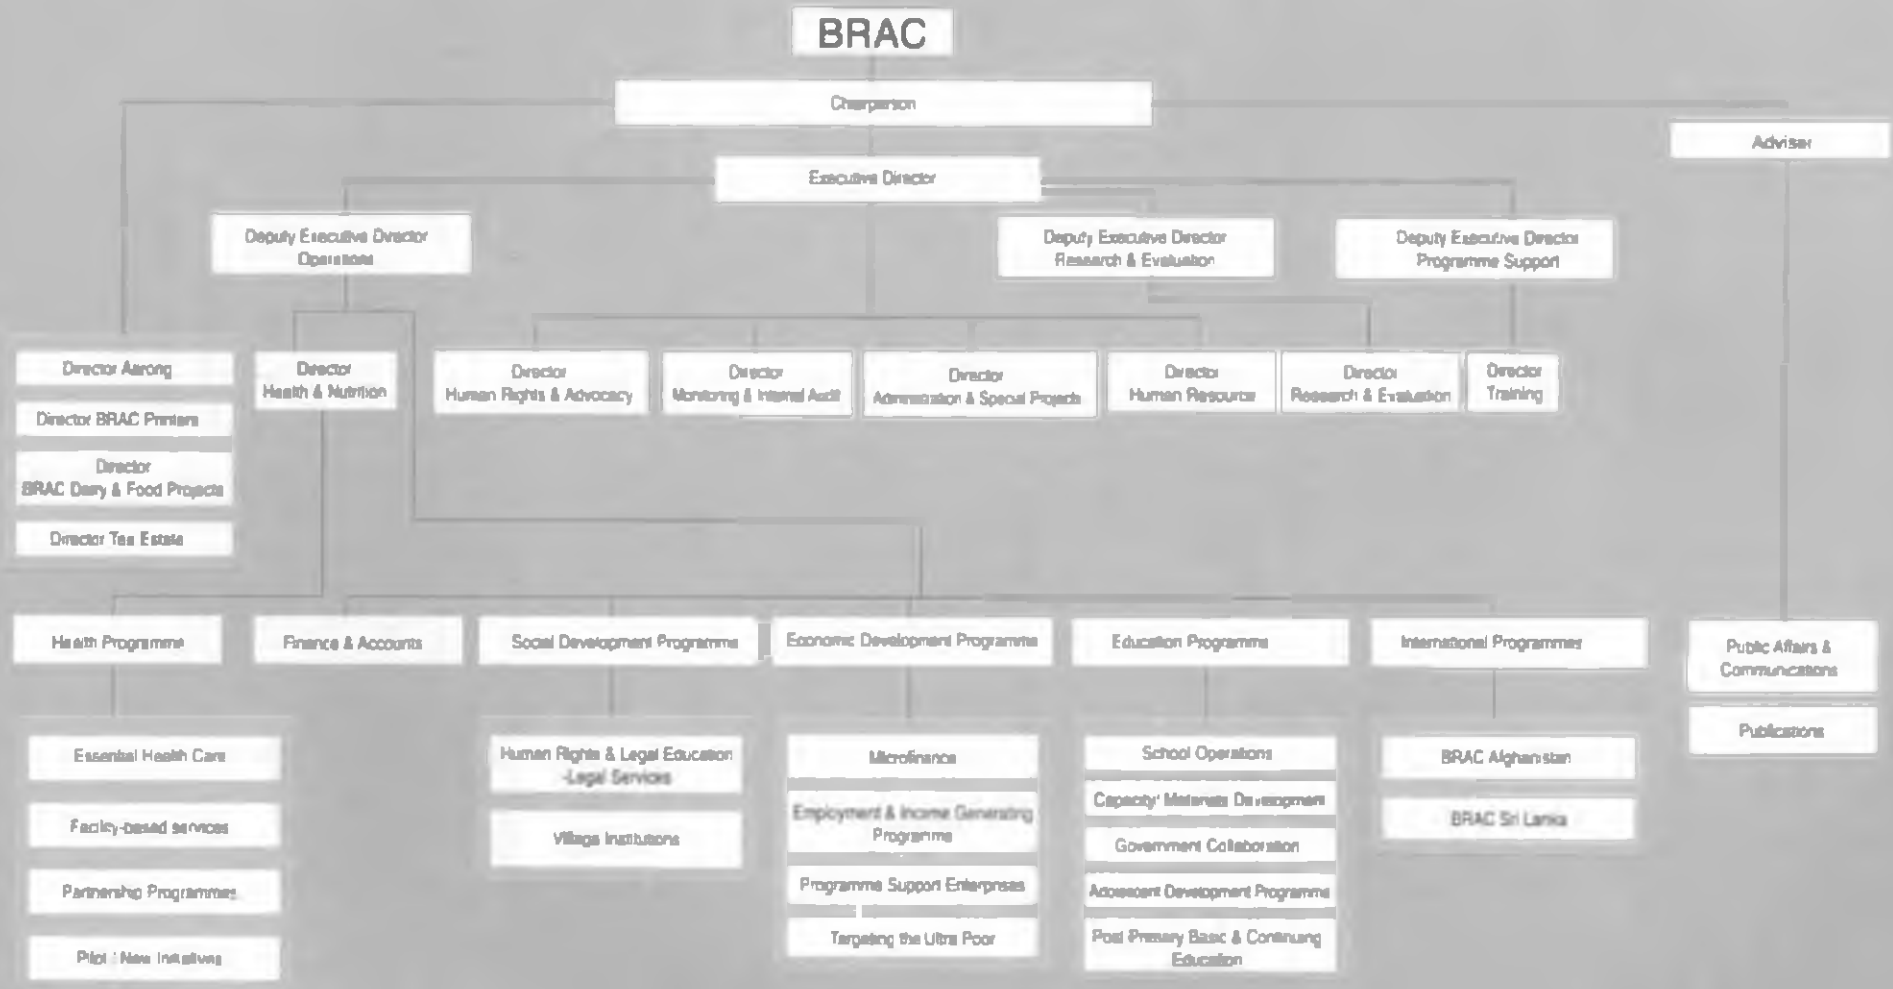 BRAC
Chairperson
Adviser
Executive Director
Deputy Executive Director
Operations
Deputy Executive Director
Research & Evaluation
Deputy Executive Director
Programme Support
Director Aarong
Director BRAC Printers
Director
BRAC Dairy & Food Projects
Director Tea Estate
Director
Health & Nutrition
Director
Human Rights & Advocacy
Director
Monitoring & Internal Audit
Director
Administration & Special Projects
Director
Human Resource
Director
Research & Evaluation
Director
Training
Health Programme
Finance & Accounts
Social Development Programme
Economic Development Programme
Education Programme
International Programmes
Public Affairs &
Communications
Publications
Essential Health Care
Facility-based services
Partnership Programmes
Pilot / New Initiatives
Human Rights & Legal Education
-Legal Services
Village Institutions
Microfinance
Employment & Income Generating
Programme
Programme Support Enterprises
Targeting the Ultra Poor
School Operations
Capacity/ Materials Development
Government Collaboration
Adolescent Development Programme
Post Primary Basic & Continuing
Education
BRAC Afghanistan
BRAC Sri Lanka